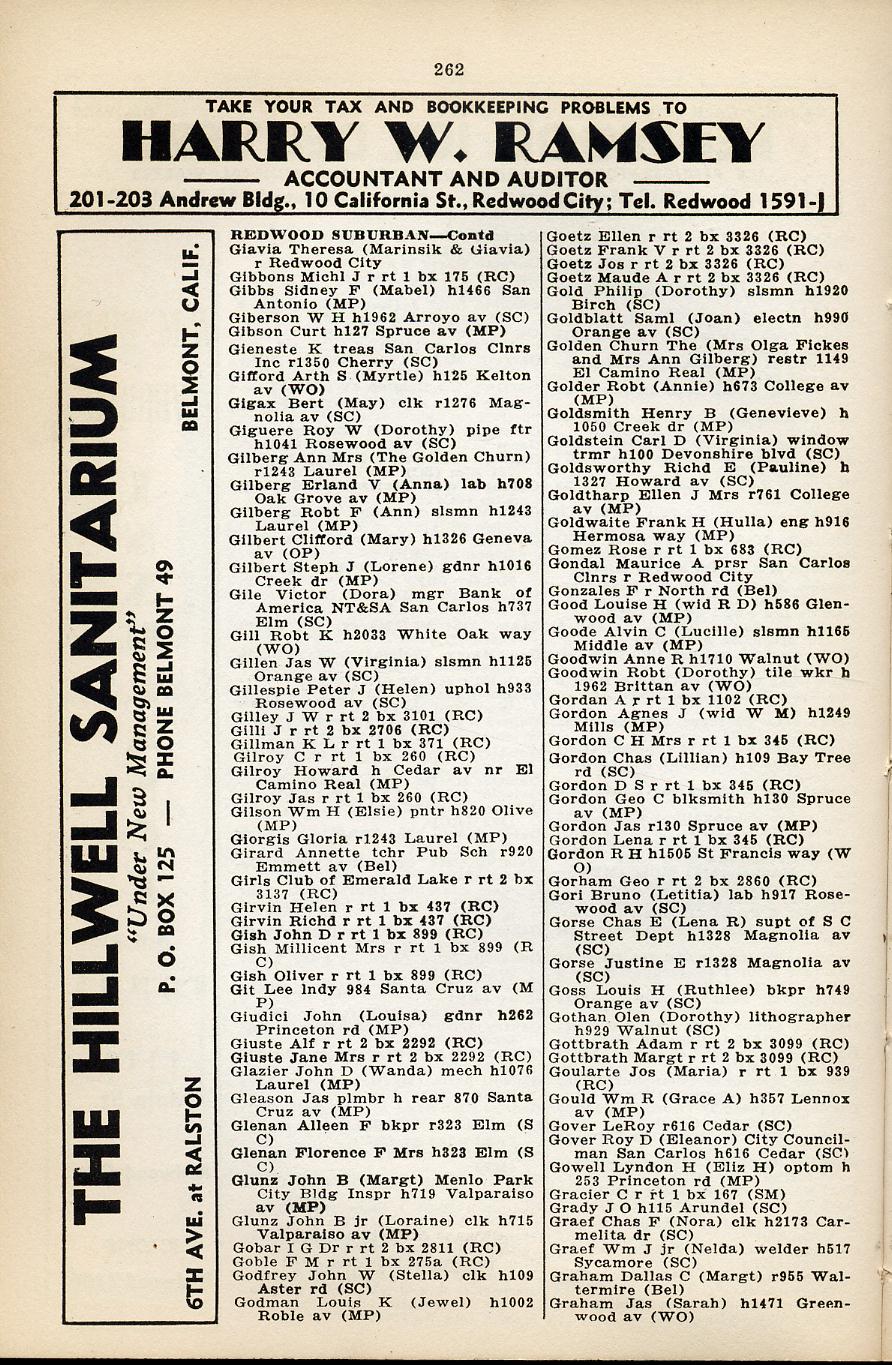 262
TAKE YOUR TAX AND BOOKKEEPING PROBLEMS TO
HARRY W. RAMSEY
ACCOUNTANT AND AUDITOR
201-203 Andrew Bldg., 10 California St., Redwood City; Tel. Redwood 1591-J
THE HILLWELL SANITARIUM
"Under New Management"
P. O. BOX 125 — PHONE BELMONT 49
6TH AVE. at RALSTON BELMONT, CALIF.
REDWOOD SUBURBAN—Contd
Giavia Theresa (Marinsik & Giavia)
r Redwood City
Gibbons Michl J r rt 1 bx 175 (RC)
Gibbs Sidney F (Mabel) h1466 San
Antonio (MP)
Giberson W H h1962 Arroyo av (SC)
Gibson Curt h127 Spruce av (MP)
Gieneste K treas San Carlos Clnrs
Inc r1350 Cherry (SC)
Gifford Arth S (Myrtle) h125 Kelton
av (WO)
Gigax Bert (May) clk r1276 Mag-
nolia av (SC)
Giguere Roy W (Dorothy) pipe ftr
h1041 Rosewood av (SC)
Gilberg Ann Mrs (The Golden Churn)
r1243 Laurel (MP)
Gilberg Erland V (Anna) lab h708
Oak Grove av (MP)
Gilberg Robt F (Ann) slsmn h1243
Laurel (MP)
Gilbert Clifford (Mary) h1326 Geneva
av (OP)
Gilbert Steph J (Lorene) gdnr h1016
Creek dr (MP)
Gile Victor (Dora) mgr Bank of
America NT&SA San Carlos h737
Elm (SC)
Gill Robt K h2033 White Oak way
(WO)
Gillen Jas W (Virginia) slsmn h1125
Orange av (SC)
Gillespie Peter J (Helen) uphol h933
Rosewood av (SC)
Gilley J W r rt 2 bx 3101 (RC)
Gilli J r rt 2 bx 2706 (RC)
Gillman K L r rt 1 bx 371 (RC)
Gilroy C r rt 1 bx 260 (RC)
Gilroy Howard h Cedar av nr El
Camino Real (MP)
Gilroy Jas r rt 1 bx 260 (RC)
Gilson Wm H (Elsie) pntr h820 Olive
(MP)
Giorgis Gloria r1243 Laurel (MP)
Girard Annette tchr Pub Sch r920
Emmett av (Bel)
Girls Club of Emerald Lake r rt 2 bx
3137 (RC)
Girvin Helen r rt 1 bx 437 (RC)
Girvin Richd r rt 1 bx 437 (RC)
Gish John D r rt 1 bx 899 (RC)
Gish Millicent Mrs r rt 1 bx 899 (R
C)
Gish Oliver r rt 1 bx 899 (RC)
Git Lee lndy 984 Santa Cruz av (M
P)
Giudici John (Louisa) gdnr h262
Princeton rd (MP)
Giuste Alf r rt 2 bx 2292 (RC)
Giuste Jane Mrs r rt 2 bx 2292 (RC)
Glazier John D (Wanda) mech h1076
Laurel (MP)
Gleason Jas plmbr h rear 870 Santa
Cruz av (MP)
Glenan Alleen F bkpr r323 Elm (S
C)
Glenan Florence F Mrs h323 Elm (S
C)
Glunz John B (Margt) Menlo Park
City Bldg Inspr h719 Valparaiso
av (MP)
Glunz John B jr (Loraine) clk h715
Valparaiso av (MP)
Gobar I G Dr r rt 2 bx 2811 (RC)
Goble F M r rt 1 bx 275a (RC)
Godfrey John W (Stella) clk h109
Aster rd (SC)
Godman Louis K (Jewel) h1002
Roble av (MP)
Goetz Ellen r rt 2 bx 3326 (RC)
Goetz Frank V r rt 2 bx 3326 (RC)
Goetz Jos r rt 2 bx 3326 (RC)
Goetz Maude A r rt 2 bx 3326 (RC)
Gold Philip (Dorothy) slsmn h1920
Birch (SC)
Goldblatt Saml (Joan) electn h990
Orange av (SC)
Golden Churn The (Mrs Olga Fickes
and Mrs Ann Gilberg) restr 1149
El Camino Real (MP)
Golder Robt (Annie) h673 College av
(MP)
Goldsmith Henry B (Genevieve) h
1050 Creek dr (MP)
Goldstein Carl D (Virginia) window
trmr h100 Devonshire blvd (SC)
Goldsworthy Richd E (Pauline) h
1327 Howard av (SC)
Goldtharp Ellen J Mrs r761 College
av (MP)
Goldwaite Frank H (Hulla) eng h916
Hermosa way (MP)
Gomez Rose r rt 1 bx 683 (RC)
Gondal Maurice A prsr San Carlos
Clnrs r Redwood City
Gonzales F r North rd (Bel)
Good Louise H (wid R D) h586 Glen-
wood av (MP)
Goode Alvin C (Lucille) slsmn h1165
Middle av (MP)
Goodwin Anne R h1710 Walnut (WO)
Goodwin Robt (Dorothy) tile wkr h
1962 Brittan av (WO)
Gordan A r rt 1 bx 1102 (RC)
Gordon Agnes J (wid W M) h1249
Mills (MP)
Gordon C H Mrs r rt 1 bx 345 (RC)
Gordon Chas (Lillian) h109 Bay Tree
rd (SC)
Gordon D S r rt 1 bx 345 (RC)
Gordon Geo C blksmith h130 Spruce
av (MP)
Gordon Jas r130 Spruce av (MP)
Gordon Lena r rt 1 bx 345 (RC)
Gordon R H h1505 St Francis way (W
O)
Gorham Geo r rt 2 bx 2860 (RC)
Gori Bruno (Letitia) lab h917 Rose-
wood av (SC)
Gorse Chas E (Lena R) supt of S C
Street Dept h1328 Magnolia av
(SC)
Gorse Justine E r1328 Magnolia av
(SC)
Goss Louis H (Ruthlee) bkpr h749
Orange av (SC)
Gothan Olen (Dorothy) lithographer
h929 Walnut (SC)
Gottbrath Adam r rt 2 bx 3099 (RC)
Gottbrath Margt r rt 2 bx 3099 (RC)
Goularte Jos (Maria) r rt 1 bx 939
(RC)
Gould Wm R (Grace A) h357 Lennox
av (MP)
Gover LeRoy r616 Cedar (SC)
Gover Roy D (Eleanor) City Council-
man San Carlos h616 Cedar (SC)
Gowell Lyndon H (Eliz H) optom h
253 Princeton rd (MP)
Gracier C r rt 1 bx 167 (SM)
Grady J O h115 Arundel (SC)
Graef Chas F (Nora) clk h2173 Car-
melita dr (SC)
Graef Wm J jr (Nelda) welder h517
Sycamore (SC)
Graham Dallas C (Margt) r955 Wal-
termire (Bel)
Graham Jas (Sarah) h1471 Green-
wood av (WO)